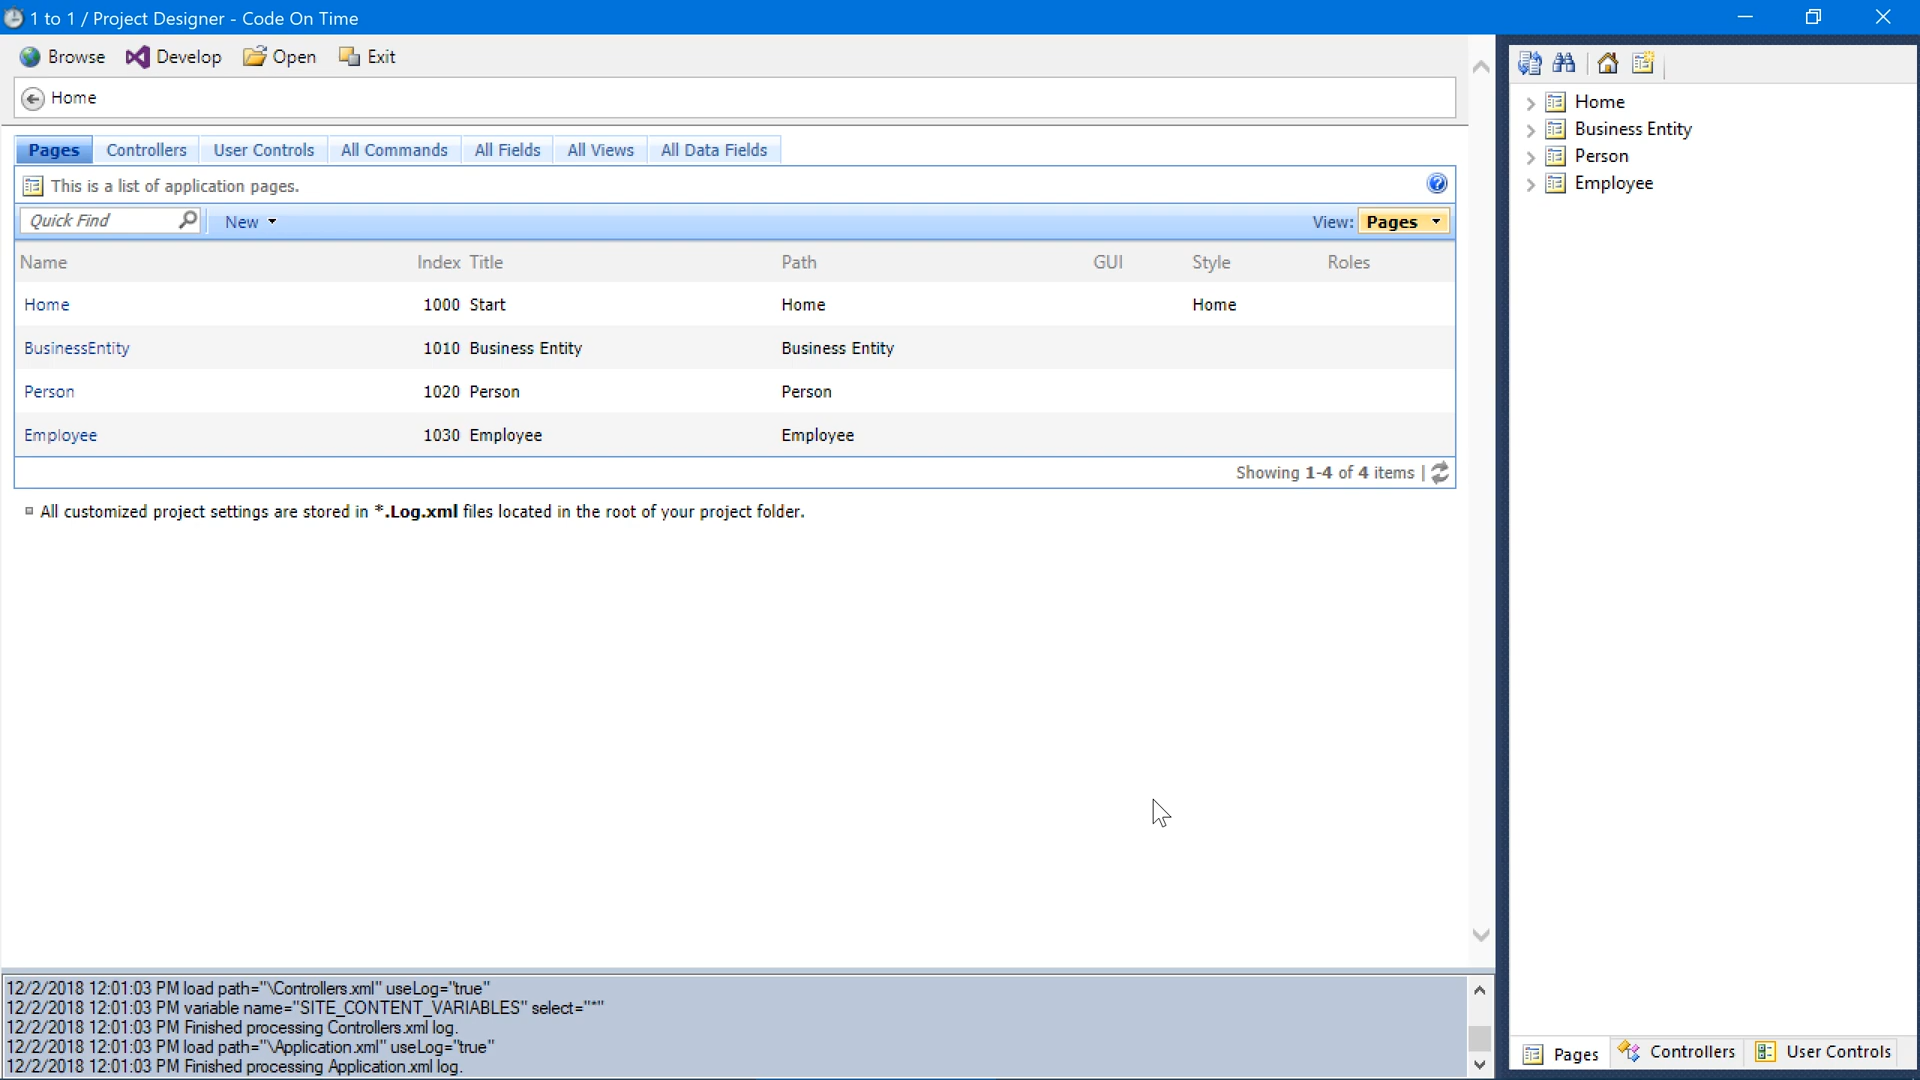 1 to 1 / Project Designer - Code On Time
Browse Develop Open Exit
Home
Pages Controllers User Controls All Commands All Fields All Views All Data Fields
This is a list of application pages.
Quick Find New View: Pages
Name Index Title Path GUI Style Roles
Home 1000 Start Home Home
BusinessEntity 1010 Business Entity Business Entity
Person 1020 Person Person
Employee 1030 Employee Employee
Showing 1-4 of 4 items |
All customized project settings are stored in *.Log.xml files located in the root of your project folder.
12/2/2018 12:01:03 PM load path="\Controllers.xml" useLog="true"
12/2/2018 12:01:03 PM variable name="SITE_CONTENT_VARIABLES" select="*"
12/2/2018 12:01:03 PM Finished processing Controllers.xml log.
12/2/2018 12:01:03 PM load path="\Application.xml" useLog="true"
12/2/2018 12:01:03 PM Finished processing Application.xml log.
Home
Business Entity
Person
Employee
Pages Controllers User Controls